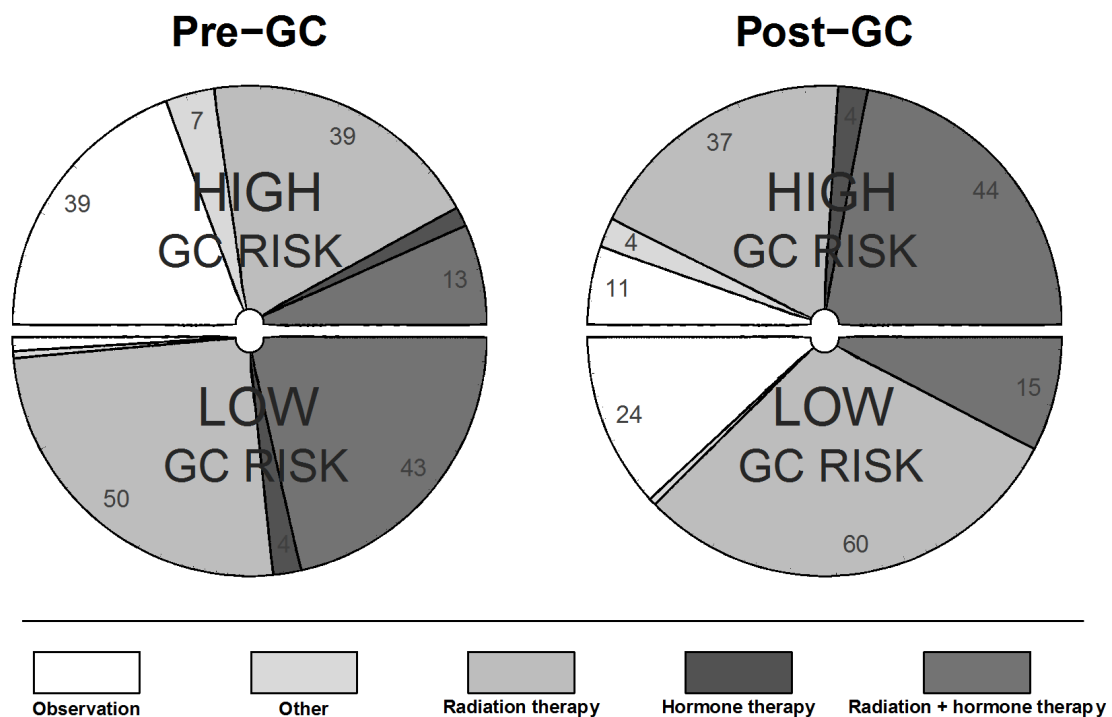 Pre−GC
Post−GC
39
7
39
13
HIGH
GC RISK
37
4
44
4
11
HIGH
GC RISK
50
4
43
LOW
GC RISK
24
60
15
LOW
GC RISK
Observation
Other
Radiation therapy
Hormone therapy
Radiation + hormone therapy